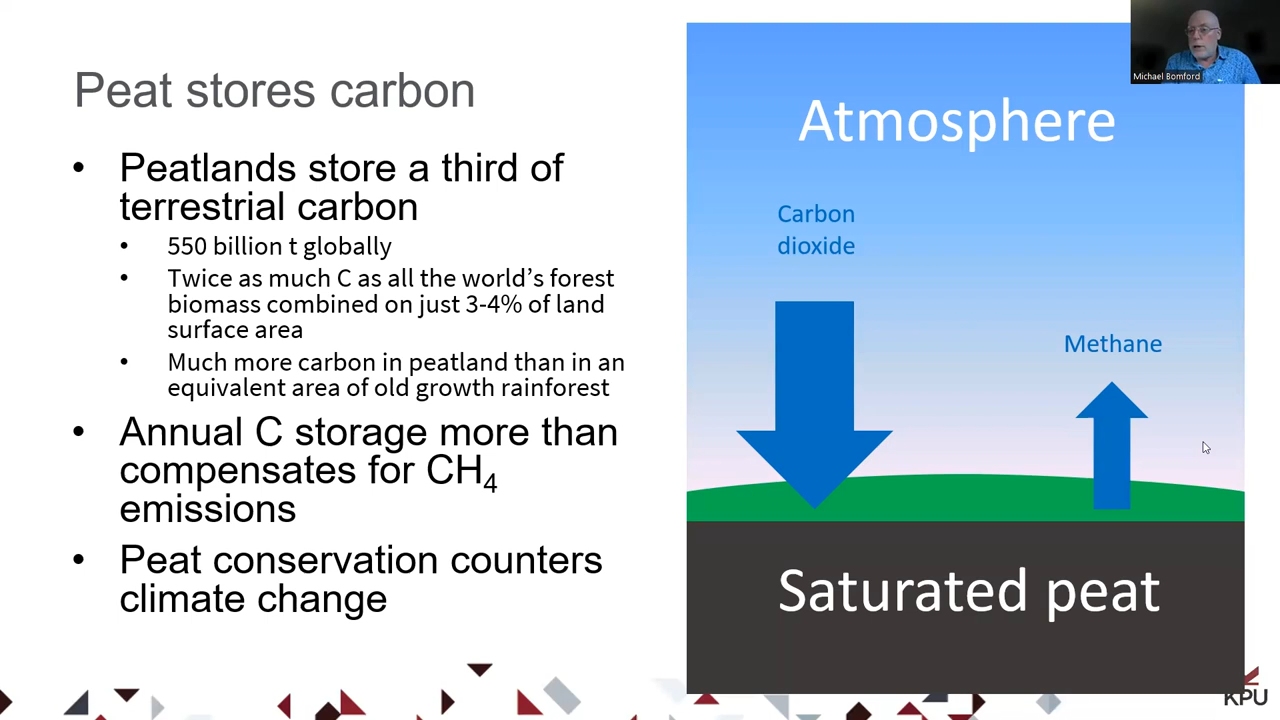 Peat stores carbon
• Peatlands store a third of
terrestrial carbon
• 550 billion t globally
• Twice as much C as all the world's forest
biomass combined on just 3-4% of land
surface area
• Much more carbon in peatland than in an
equivalent area of old growth rainforest
• Annual C storage more than
compensates for CH₄
emissions
• Peat conservation counters
climate change
Atmosphere
Carbon
dioxide
Methane
Saturated peat
Michael Bomford
KPU